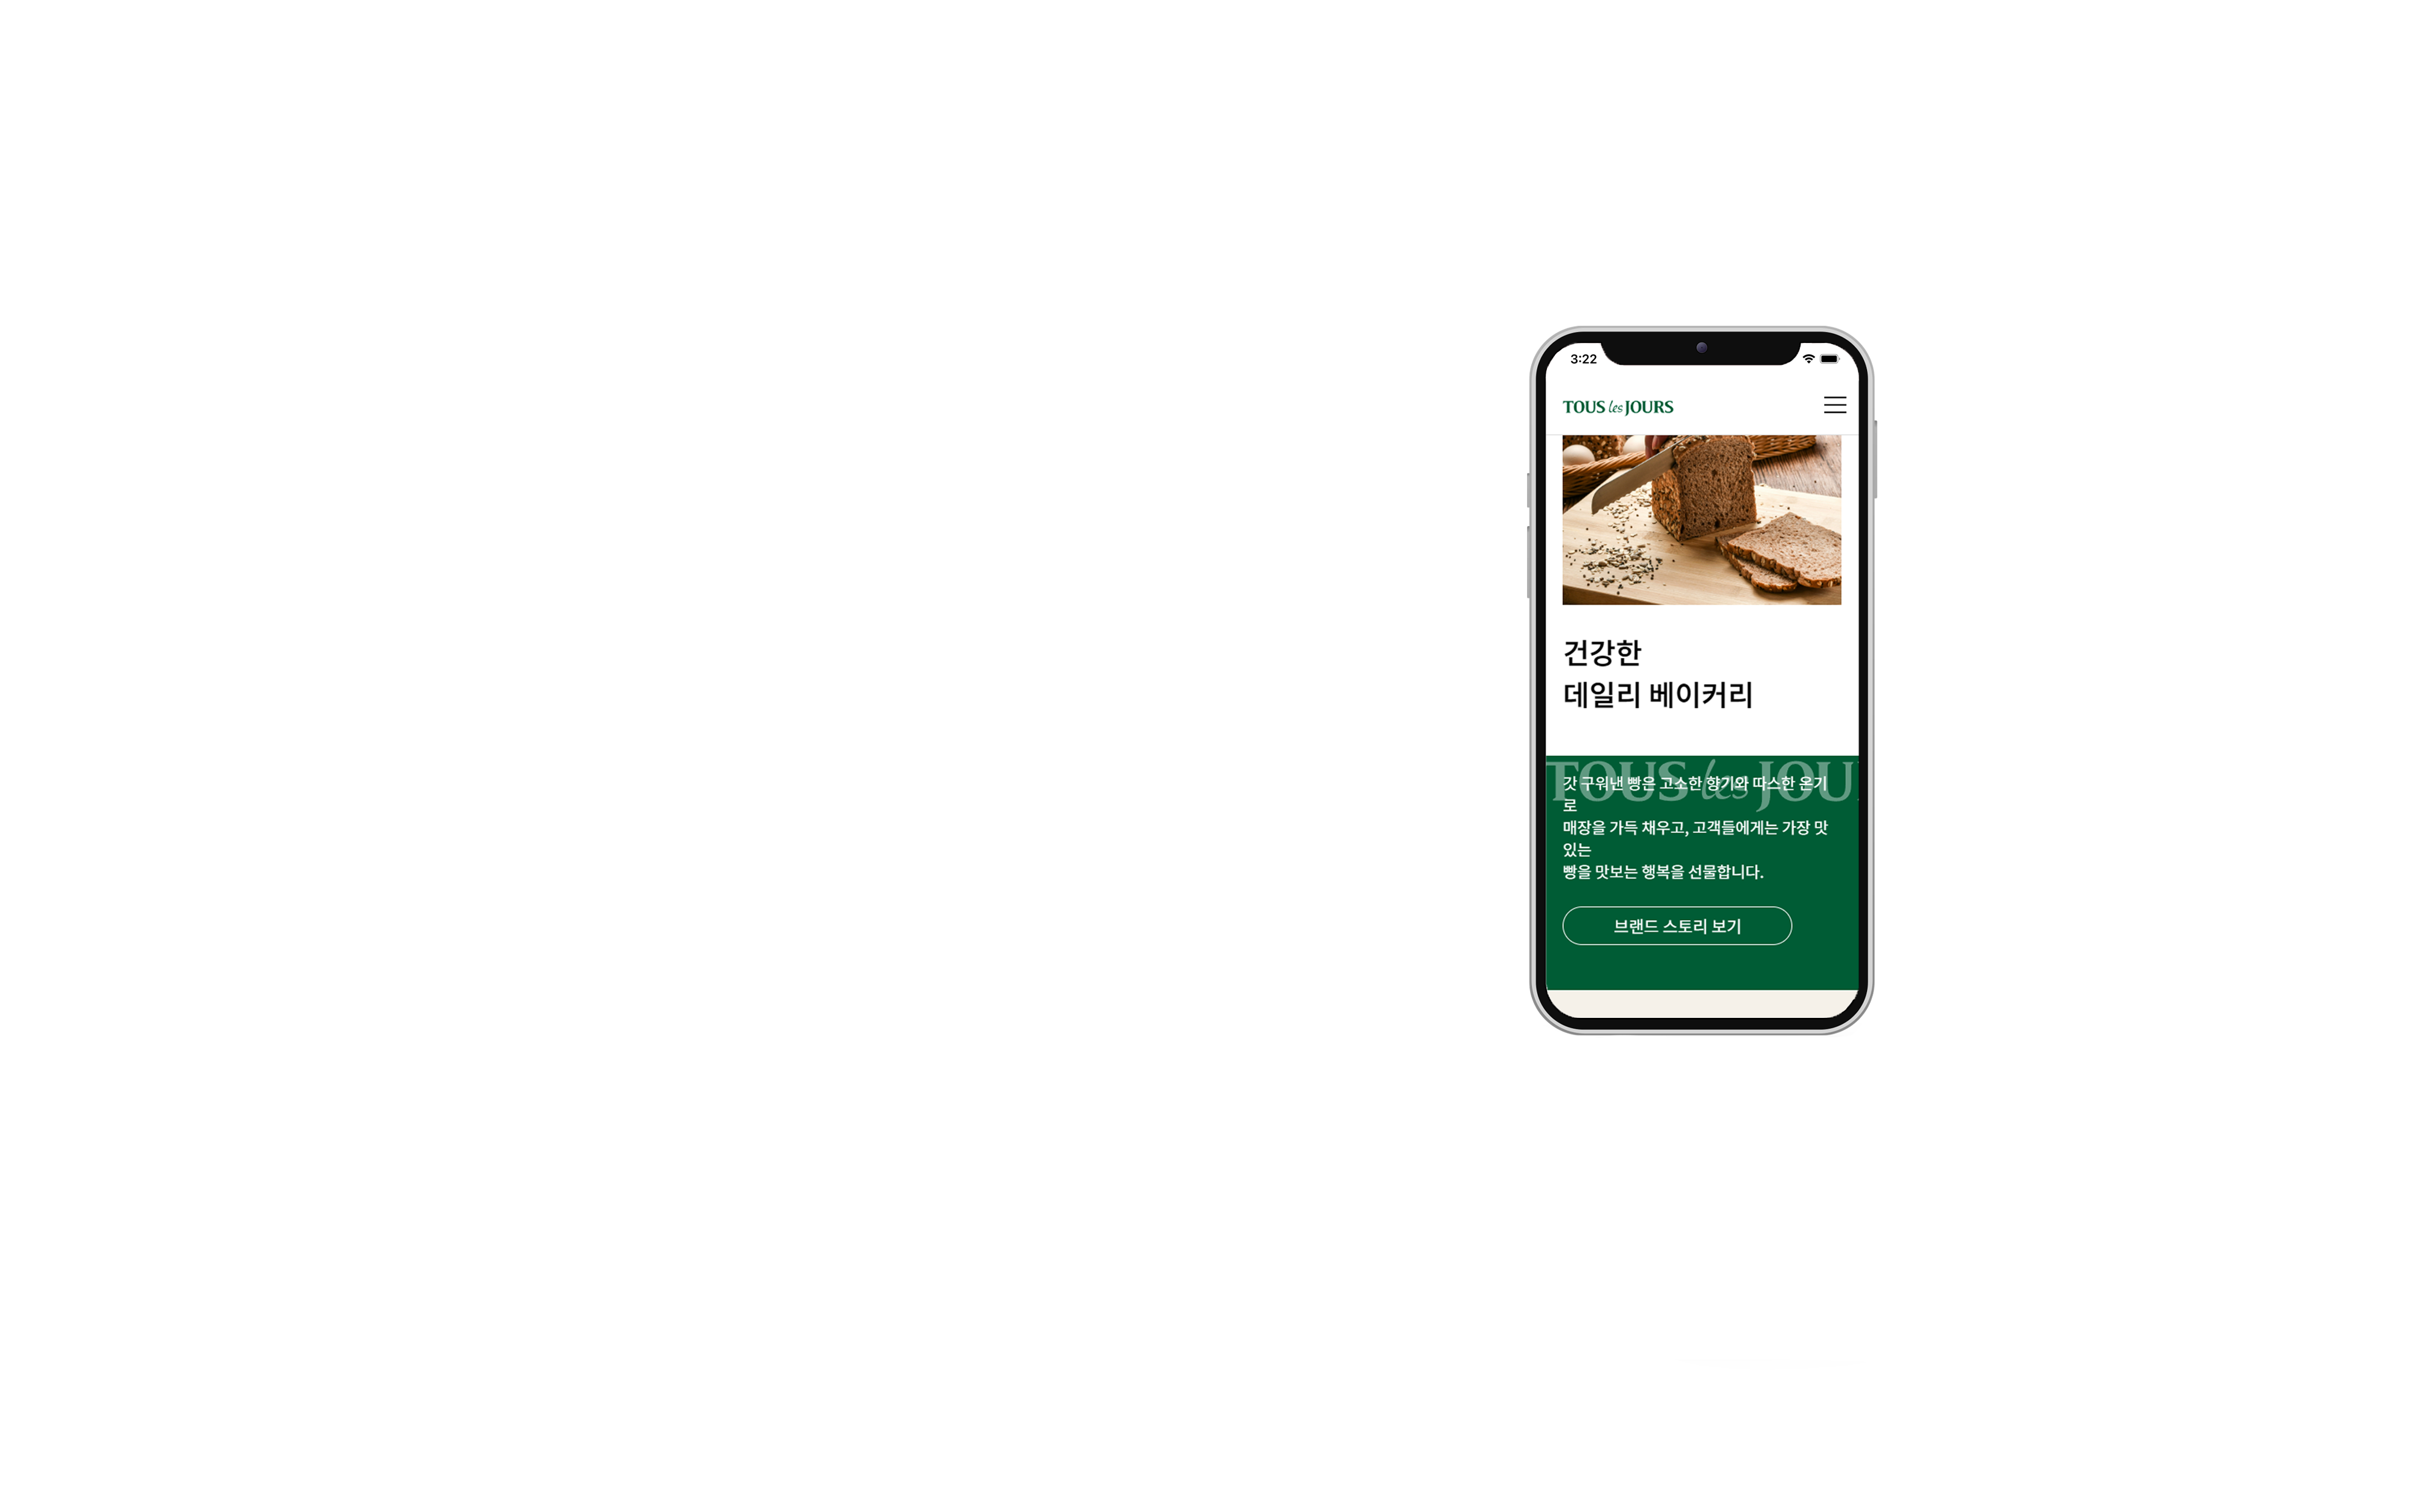 3:22
TOUS les JOURS
건강한
데일리 베이커리
TOUS les JOU
갓 구워낸 빵은 고소한 향기와 따스한 온기
로
매장을 가득 채우고, 고객들에게는 가장 맛
있는
빵을 맛보는 행복을 선물합니다.
브랜드 스토리 보기